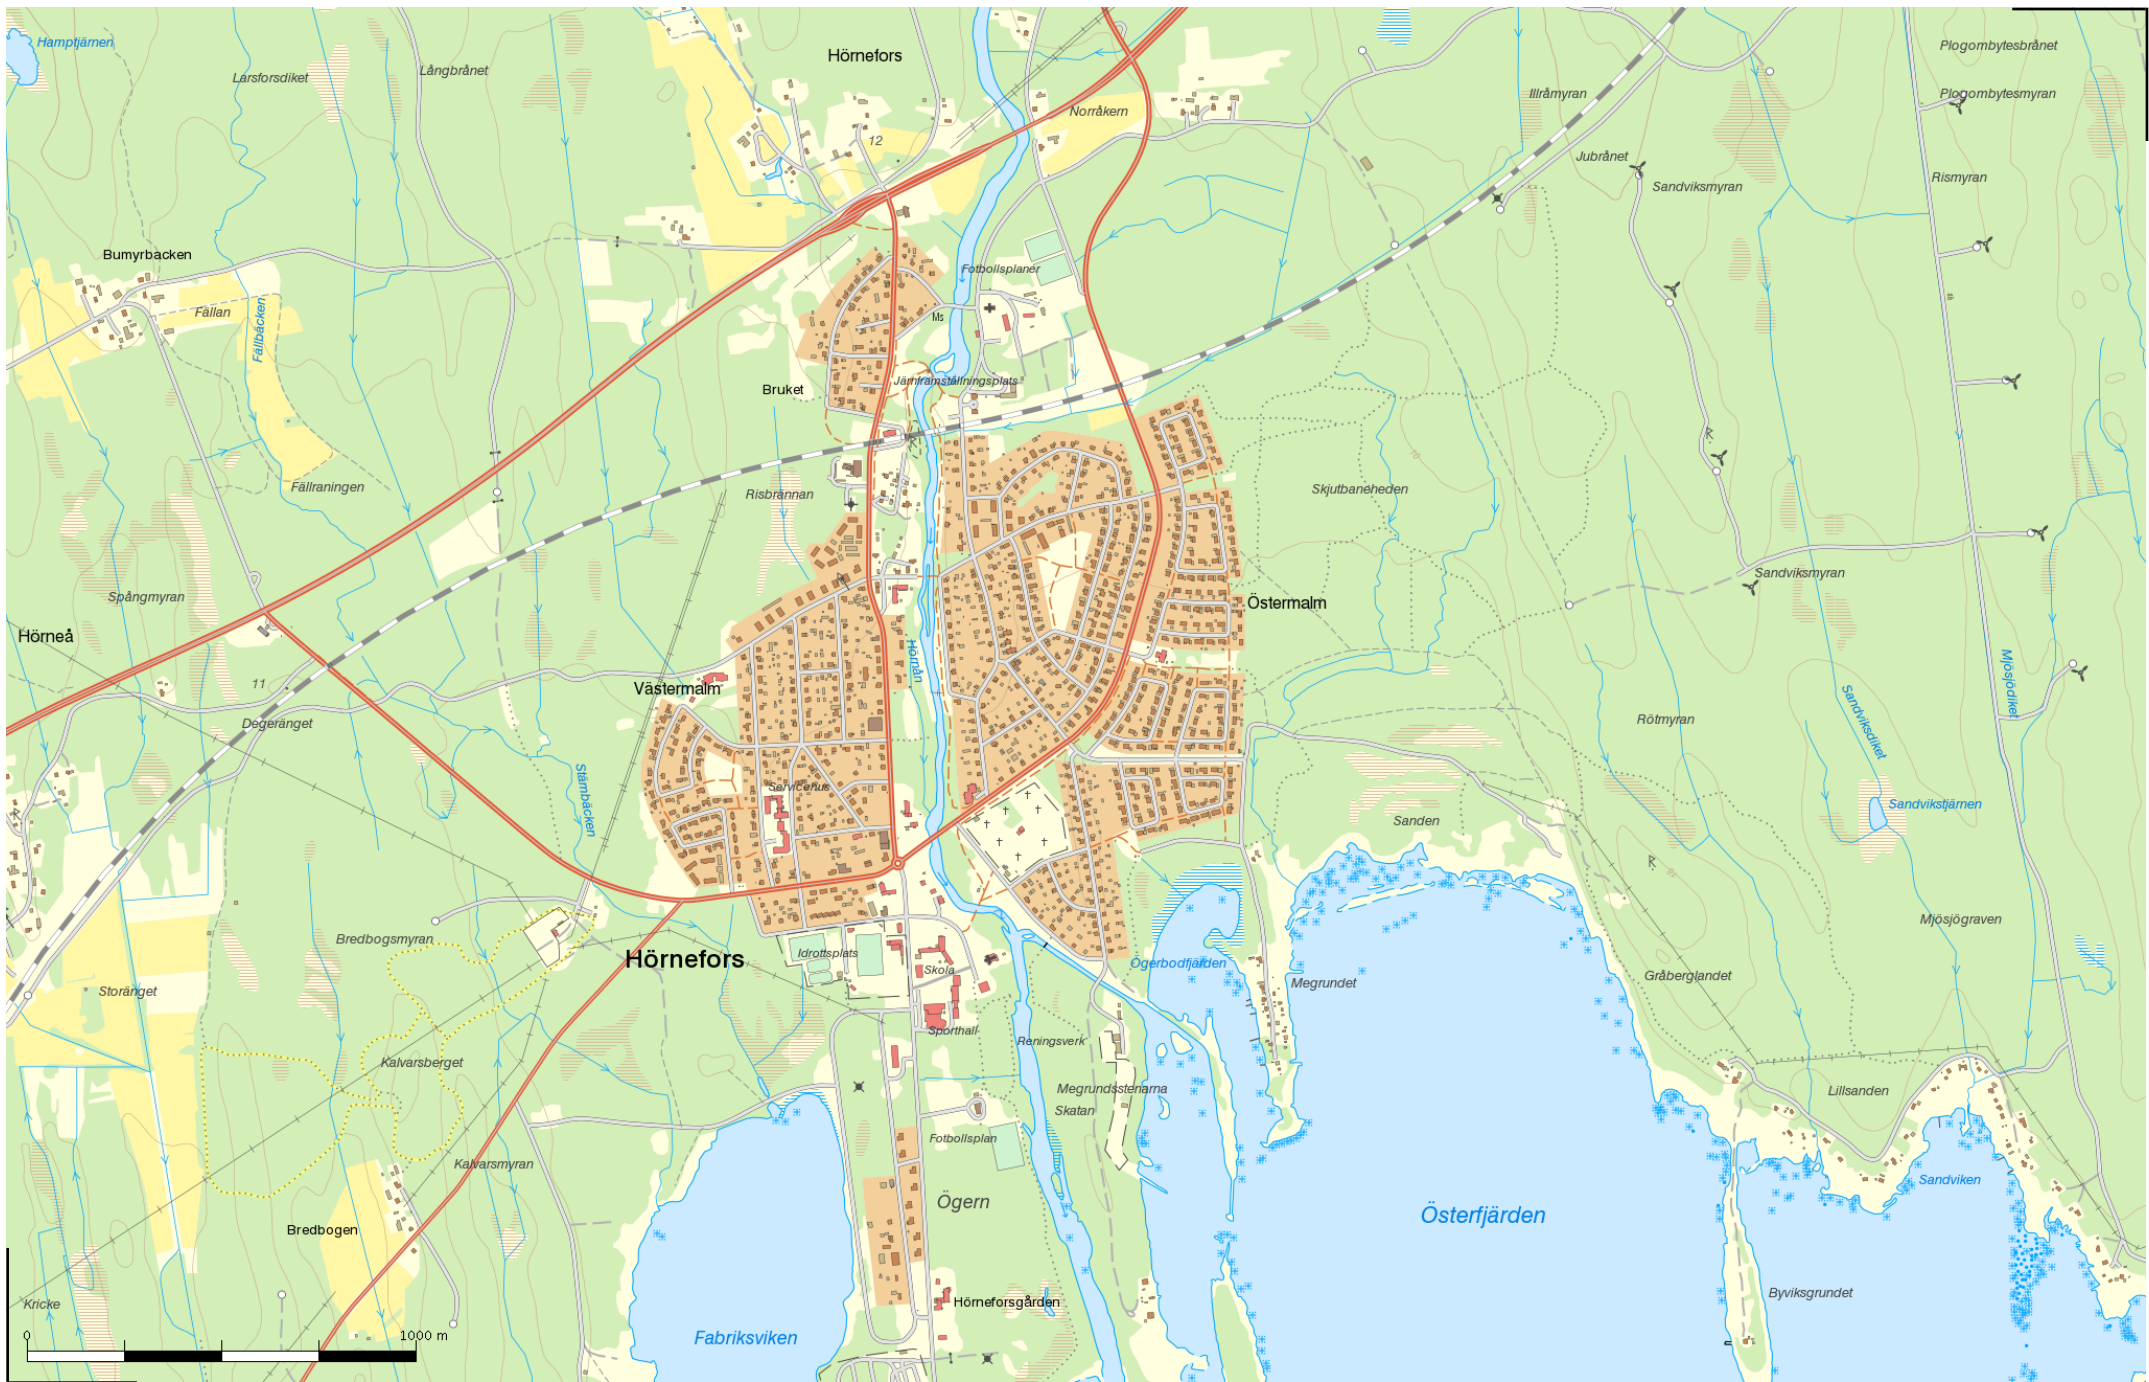 Hamptjärnen
Larsforsdiket
Långbrånet
Hörnefors
Norråkern
12
Illråmyran
Plogombytesbrånet
Plogombytesmyran
Jubrånet
Sandviksmyran
Rismyran
Bumyrbacken
Fällan
Fällbäcken
Fotbollsplaner
Ms
Bruket
Järnframställningsplats
Fällraningen
Risbrännan
Skjutbaneheden
Spångmyran
Hörneå
Östermalm
Sandviksmyran
Hörnån
Västermalm
11
Degeränget
Mjösjödiket
Sandviksdiket
Rötmyran
Stämbäcken
Servicehus
Sandvikstjärnen
Sanden
Mjösjögraven
Bredbogsmyran
Hörnefors
Idrottsplats
Skola
Ögerbodfjärden
Megrundet
Gråberglandet
Storänget
Sporthall
Reningsverk
Kalvarsberget
Megrundsstenarna
Skatan
Lillsanden
Fotbollsplan
Kalvarsmyran
Sandviken
Ögern
Österfjärden
Bredbogen
Byviksgrundet
Hörneforsgården
Kricke
Fabriksviken
0
1000 m